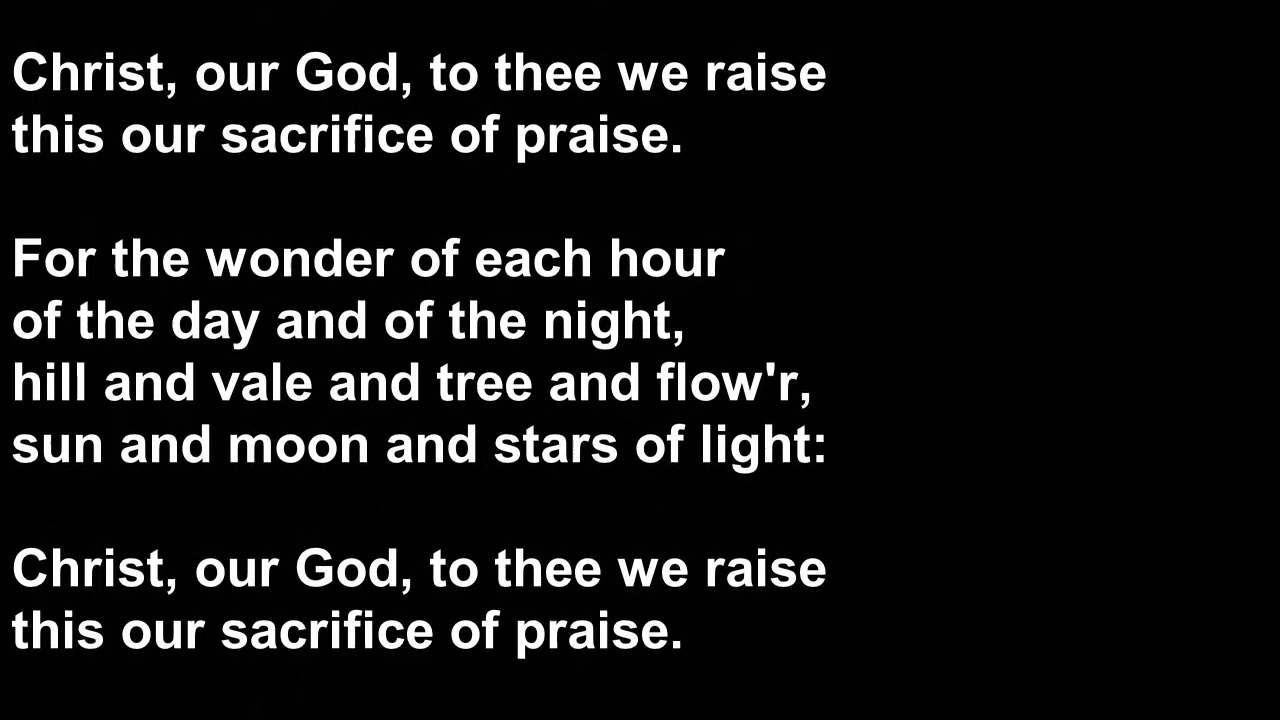 Christ, our God, to thee we raise
this our sacrifice of praise.
For the wonder of each hour
of the day and of the night,
hill and vale and tree and flow'r,
sun and moon and stars of light:
Christ, our God, to thee we raise
this our sacrifice of praise.